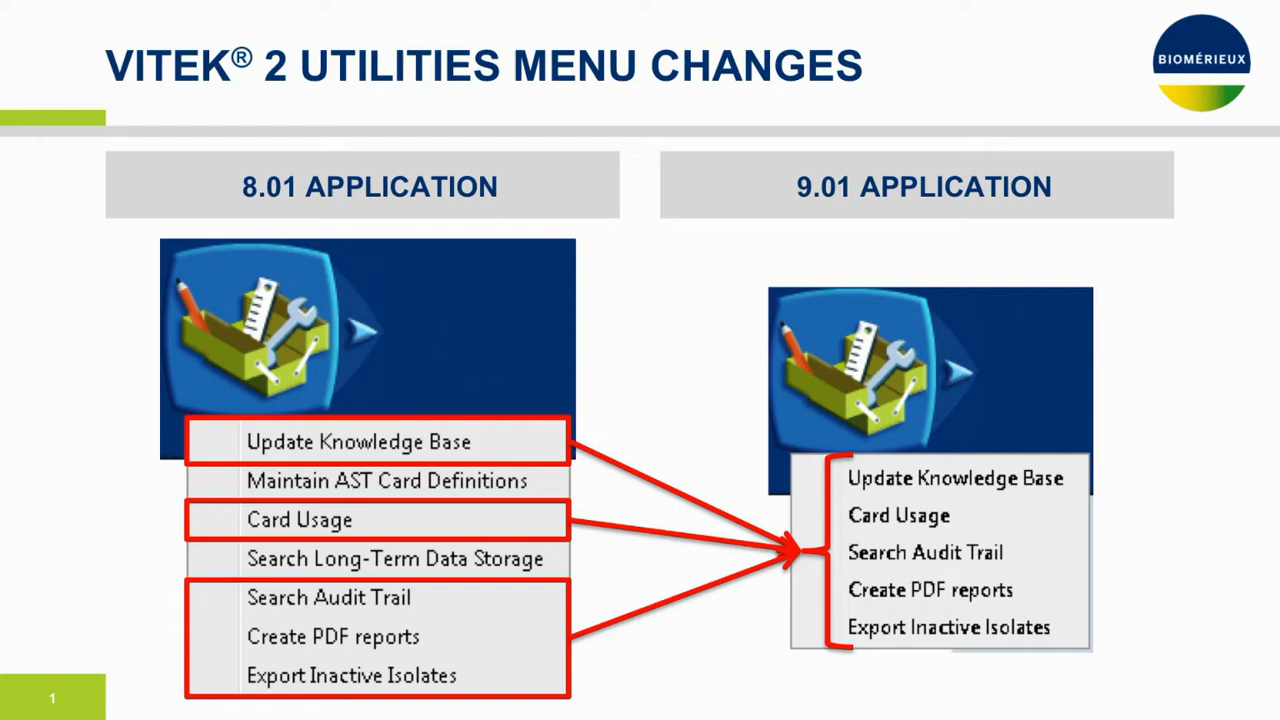 VITEK® 2 UTILITIES MENU CHANGES
BIOMÉRIEUX
8.01 APPLICATION
9.01 APPLICATION
Update Knowledge Base
Maintain AST Card Definitions
Card Usage
Search Long-Term Data Storage
Search Audit Trail
Create PDF reports
Export Inactive Isolates
Update Knowledge Base
Card Usage
Search Audit Trail
Create PDF reports
Export Inactive Isolates
1